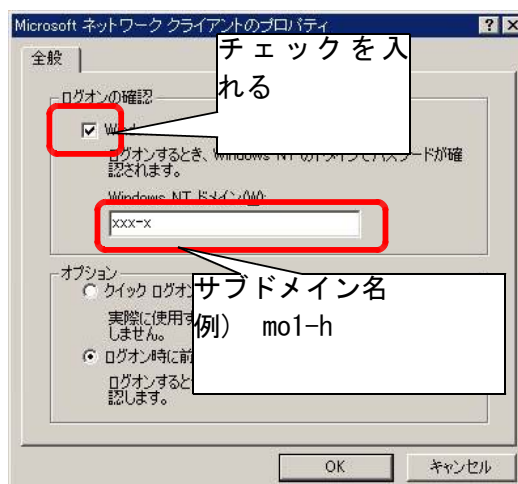 Microsoft ネットワーク クライアントのプロパティ
チェックを入
れる
全般
ログオンの確認
ログオンするとき、Windows NT のドメインでパスワードが確
認されます。
Windows NT ドメイン(W):
xxx-x
オプション
サブドメイン名
例） mo1-h
クイック ログオン
実際に使用す
しません。
ログオン時に前
ログオンすると
認します。
OK
キャンセル